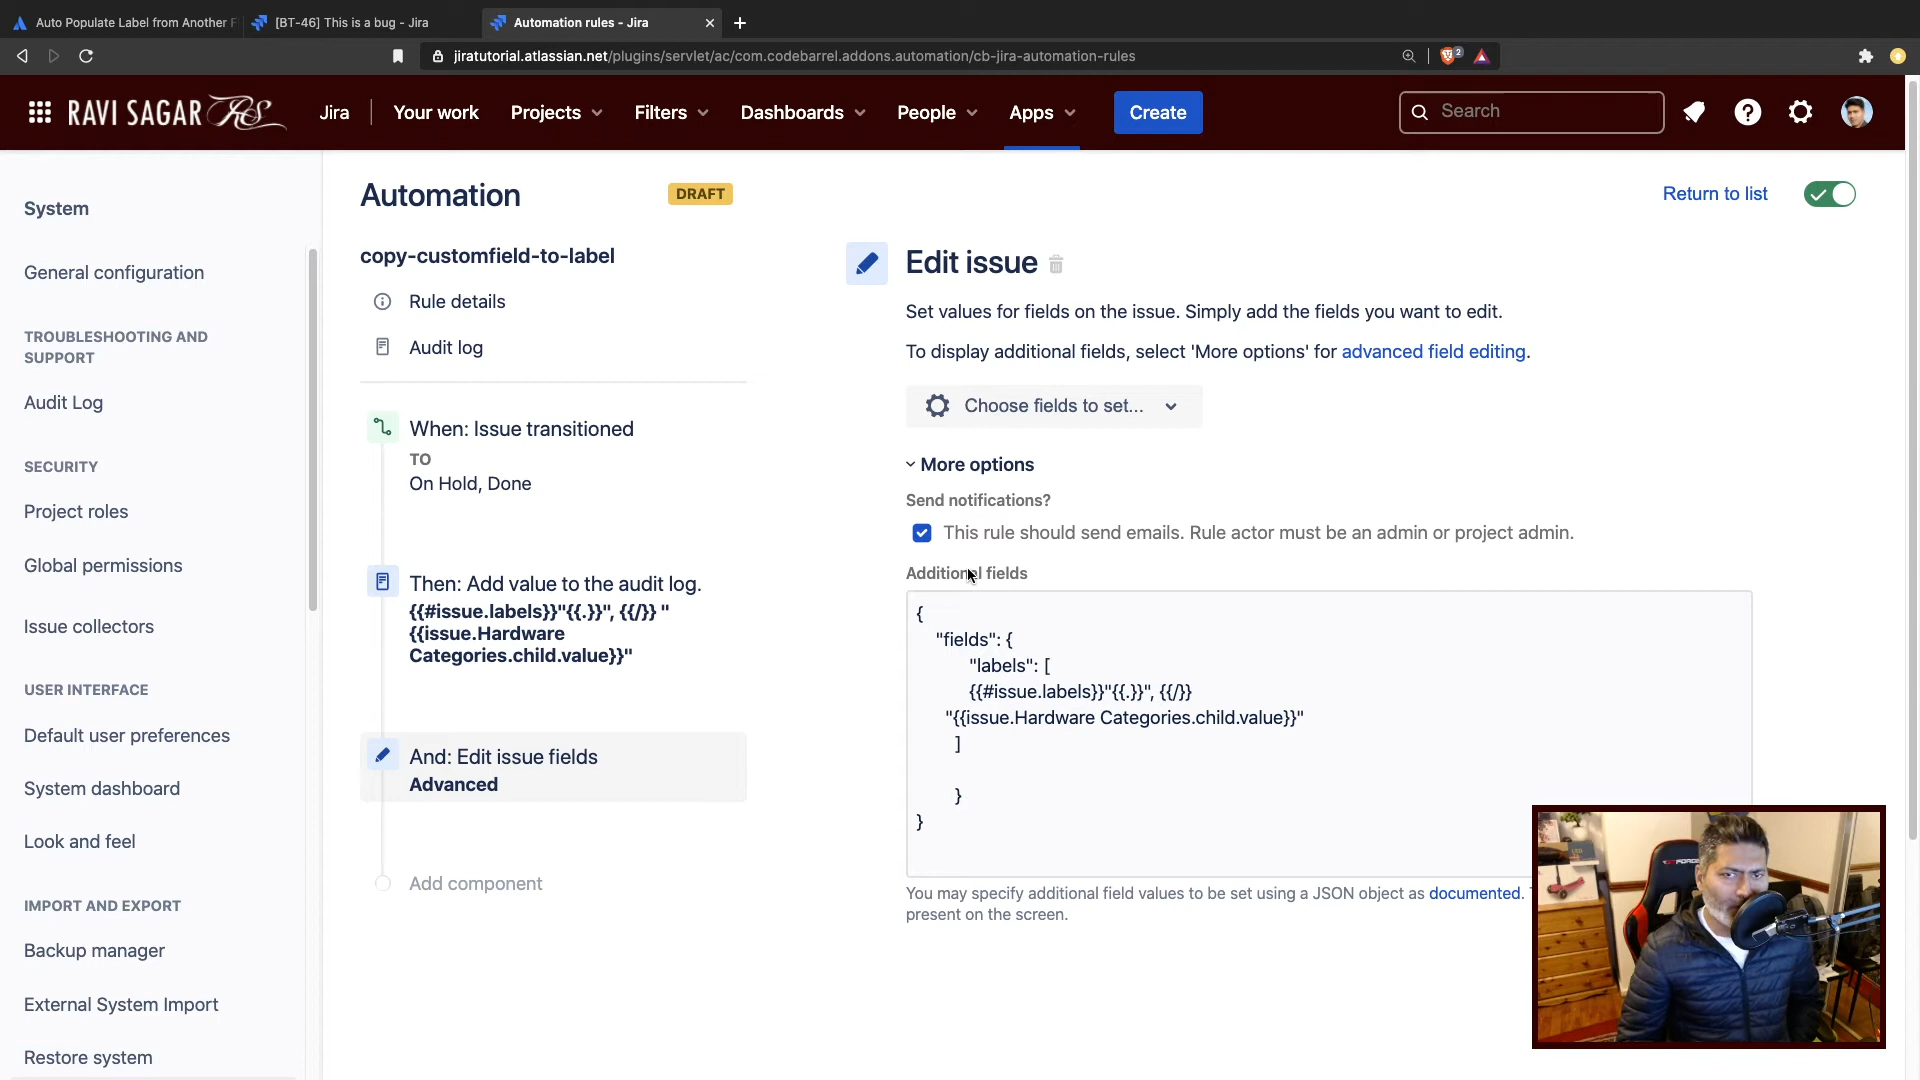 Auto Populate Label from Another F
[BT-46] This is a bug - Jira
Automation rules - Jira
jiratutorial.atlassian.net/plugins/servlet/ac/com.codebarrel.addons.automation/cb-jira-automation-rules
2
RAVI SAGAR RS
Jira
Your work
Projects
Filters
Dashboards
People
Apps
Create
Search
System
General configuration
TROUBLESHOOTING AND
SUPPORT
Audit Log
SECURITY
Project roles
Global permissions
Issue collectors
USER INTERFACE
Default user preferences
System dashboard
Look and feel
IMPORT AND EXPORT
Backup manager
External System Import
Restore system
Automation
DRAFT
Return to list
copy-customfield-to-label
Rule details
Audit log
When: Issue transitioned
TO
On Hold, Done
Then: Add value to the audit log.
{{#issue.labels}}"{{.}}", {{/}} "
{{issue.Hardware
Categories.child.value}}"
And: Edit issue fields
Advanced
Add component
Edit issue
Set values for fields on the issue. Simply add the fields you want to edit.
To display additional fields, select 'More options' for advanced field editing.
Choose fields to set...
More options
Send notifications?
This rule should send emails. Rule actor must be an admin or project admin.
Additional fields
{
"fields": {
"labels": [
{{#issue.labels}}"{{.}}", {{/}}
"{{issue.Hardware Categories.child.value}}"
]
}
}
You may specify additional field values to be set using a JSON object as documented.
present on the screen.